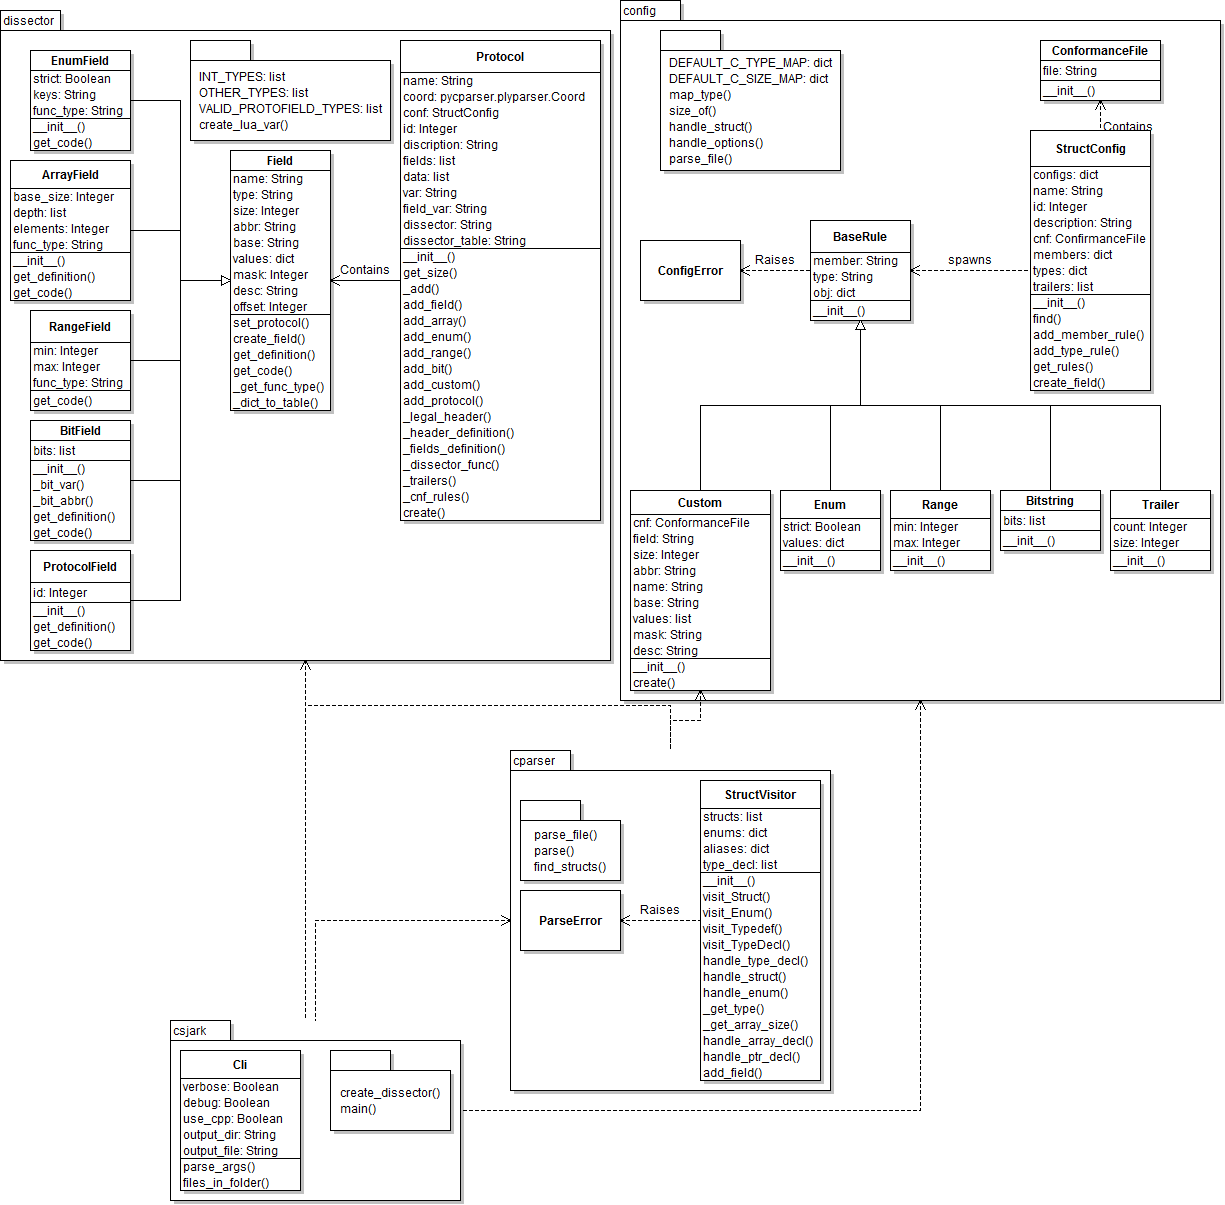 dissector
EnumField
strict: Boolean
keys: String
func_type: String
__init__()
get_code()
ArrayField
base_size: Integer
depth: list
elements: Integer
func_type: String
__init__()
get_definition()
get_code()
RangeField
min: Integer
max: Integer
func_type: String
get_code()
BitField
bits: list
__init__()
_bit_var()
_bit_abbr()
get_definition()
get_code()
ProtocolField
id: Integer
__init__()
get_definition()
get_code()
INT_TYPES: list
OTHER_TYPES: list
VALID_PROTOFIELD_TYPES: list
create_lua_var()
Field
name: String
type: String
size: Integer
abbr: String
base: String
values: dict
mask: Integer
desc: String
offset: Integer
set_protocol()
create_field()
get_definition()
get_code()
_get_func_type()
_dict_to_table()
Contains
Protocol
name: String
coord: pycparser.plyparser.Coord
conf: StructConfig
id: Integer
discription: String
fields: list
data: list
var: String
field_var: String
dissector: String
dissector_table: String
__init__()
get_size()
_add()
add_field()
add_array()
add_enum()
add_range()
add_bit()
add_custom()
add_protocol()
_legal_header()
_header_definition()
_fields_definition()
_dissector_func()
_trailers()
_cnf_rules()
create()
config
DEFAULT_C_TYPE_MAP: dict
DEFAULT_C_SIZE_MAP: dict
map_type()
size_of()
handle_struct()
handle_options()
parse_file()
ConformanceFile
file: String
__init__()
Contains
StructConfig
configs: dict
name: String
id: Integer
description: String
cnf: ConfirmanceFile
members: dict
types: dict
trailers: list
__init__()
find()
add_member_rule()
add_type_rule()
get_rules()
create_field()
ConfigError
Raises
BaseRule
member: String
type: String
obj: dict
__init__()
spawns
Custom
cnf: ConformanceFile
field: String
size: Integer
abbr: String
name: String
base: String
values: list
mask: String
desc: String
__init__()
create()
Enum
strict: Boolean
values: dict
__init__()
Range
min: Integer
max: Integer
__init__()
Bitstring
bits: list
__init__()
Trailer
count: Integer
size: Integer
__init__()
cparser
parse_file()
parse()
find_structs()
ParseError
Raises
StructVisitor
structs: list
enums: dict
aliases: dict
type_decl: list
__init__()
visit_Struct()
visit_Enum()
visit_Typedef()
visit_TypeDecl()
handle_type_decl()
handle_struct()
handle_enum()
_get_type()
_get_array_size()
handle_array_decl()
handle_ptr_decl()
add_field()
csjark
Cli
verbose: Boolean
debug: Boolean
use_cpp: Boolean
output_dir: String
output_file: String
parse_args()
files_in_folder()
create_dissector()
main()